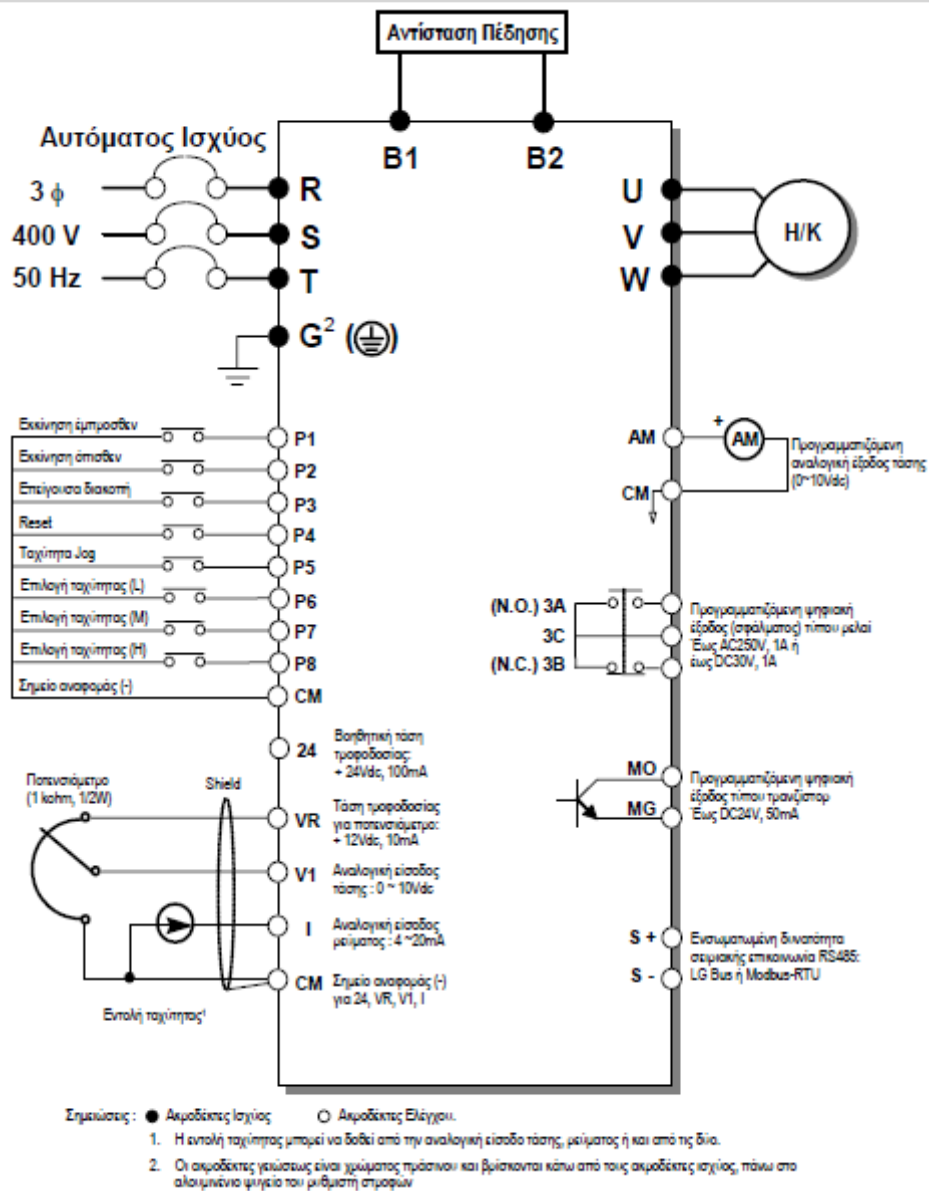 Αντίσταση Πέδησης
B1
B2
Αυτόματος Ισχύος
3 ϕ
400 V
50 Hz
R
S
T
G2
U
V
W
Η/Κ
Εκκίνηση έμπροσθεν
P1
Εκκίνηση όπισθεν
P2
Επείγουσα διακοπή
P3
Reset
P4
Ταχύτητα Jog
P5
Επιλογή ταχύτητας (L)
P6
Επιλογή ταχύτητας (M)
P7
Επιλογή ταχύτητας (H)
P8
Σημείο αναφοράς (-)
CM
AM
+
AM
CM
Προγραμματιζόμενη
αναλογική έξοδος τάσης
(0~10Vdc)
(N.O.) 3A
3C
(N.C.) 3B
Προγραμματιζόμενη ψηφιακή
έξοδος (σφάλματος) τύπου ρελαί
Έως AC250V, 1A ή
έως DC30V, 1A
24
Βοηθητική τάση
τροφοδοσίας:
+ 24Vdc, 100mA
MO
MG
Προγραμματιζόμενη ψηφιακή
έξοδος τύπου τρανζίστορ
Έως DC24V, 50mA
Ποτενσιόμετρο
(1 kohm, 1/2W)
Shield
VR
Τάση τροφοδοσίας
για ποτενσιόμετρο:
+ 12Vdc, 10mA
V1
Αναλογική είσοδος
τάσης : 0 ~ 10Vdc
I
Αναλογική είσοδος
ρεύματος : 4 ~20mA
CM
Σημείο αναφοράς (-)
για 24, VR, V1, I
Εντολή ταχύτητας¹
S +
S -
Ενσωματωμένη δυνατότητα
σειριακής επικοινωνία RS485:
LG Bus ή Modbus-RTU
Σημειώσεις : ● Ακροδέκτες Ισχύος ○ Ακροδέκτες Ελέγχου.
1. Η εντολή ταχύτητας μπορεί να δοθεί από την αναλογική είσοδο τάσης, ρεύματος ή και από τις δύο.
2. Οι ακροδέκτες γειώσεως είναι χρώματος πράσινου και βρίσκονται κάτω από τους ακροδέκτες ισχύος, πάνω στο
αλουμινένιο ψυγείο του ρυθμιστή στροφών